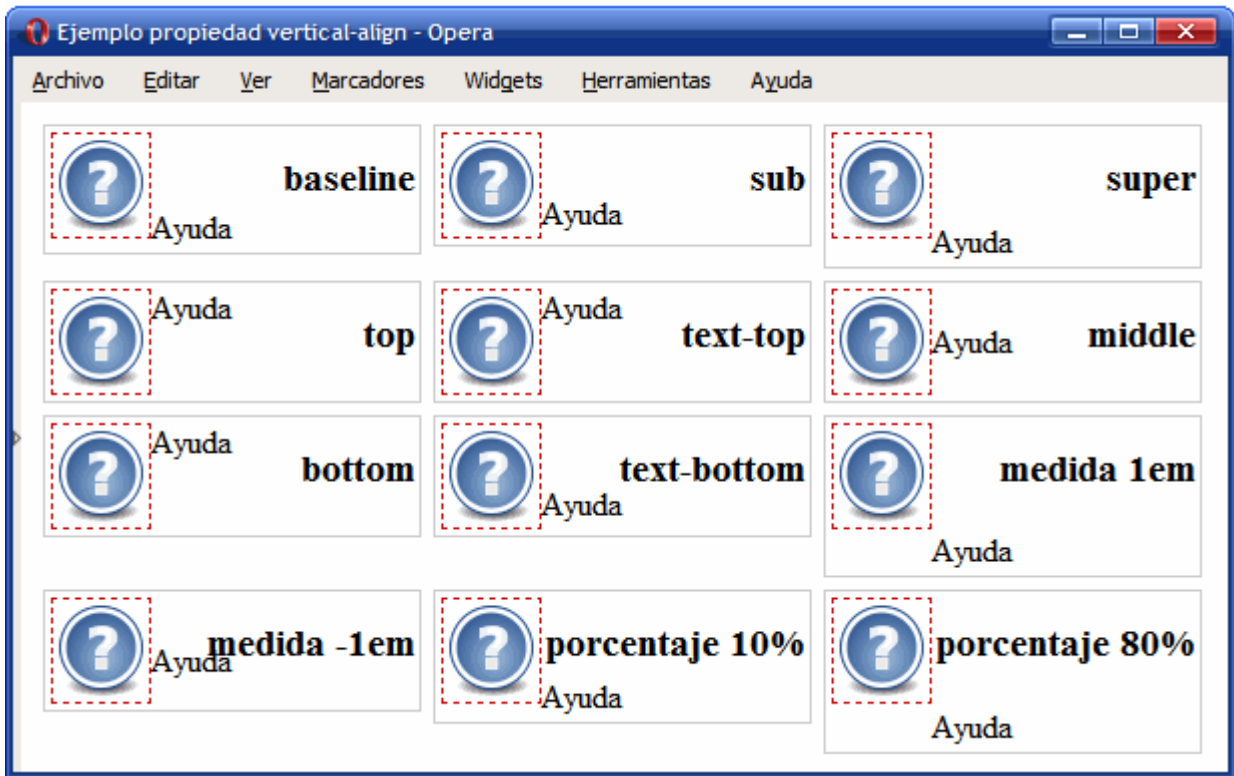 Ejemplo propiedad vertical-align - Opera
Archivo Editar Ver Marcadores Widgets Herramientas Ayuda
baseline
Ayuda
sub
Ayuda
super
Ayuda
Ayuda
top
Ayuda
text-top
Ayuda
middle
Ayuda
bottom
text-bottom
Ayuda
medida 1em
Ayuda
medida -1em
Ayuda
porcentaje 10%
Ayuda
porcentaje 80%
Ayuda